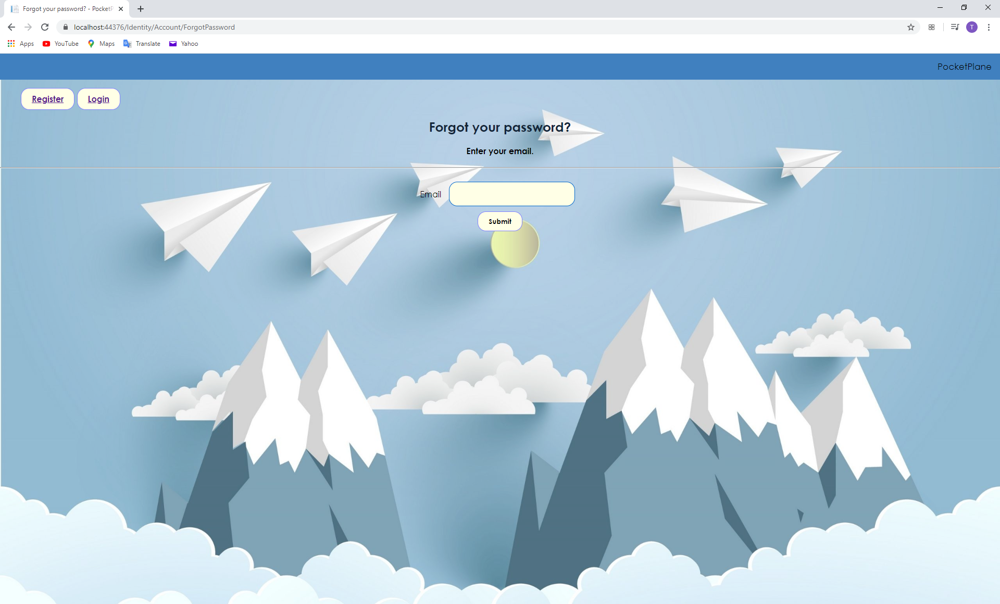 Forgot your password? - PocketP
localhost:44376/Identity/Account/ForgotPassword
T
Apps YouTube Maps Translate Yahoo
PocketPlane
Register Login
Forgot your password?
Enter your email.
Email
Submit